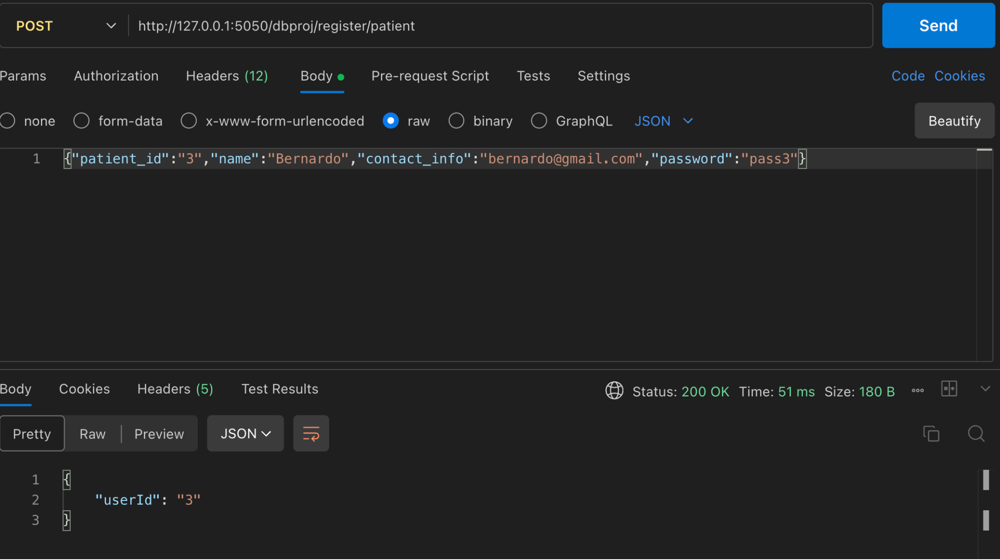 POST http://127.0.0.1:5050/dbproj/register/patient Send
Params Authorization Headers (12) Body Pre-request Script Tests Settings Code Cookies
none form-data x-www-form-urlencoded raw binary GraphQL JSON Beautify
1 {"patient_id":"3","name":"Bernardo","contact_info":"bernardo@gmail.com","password":"pass3"}
Body Cookies Headers (5) Test Results Status: 200 OK Time: 51 ms Size: 180 B
Pretty Raw Preview JSON
1 {
2 "userId": "3"
3 }